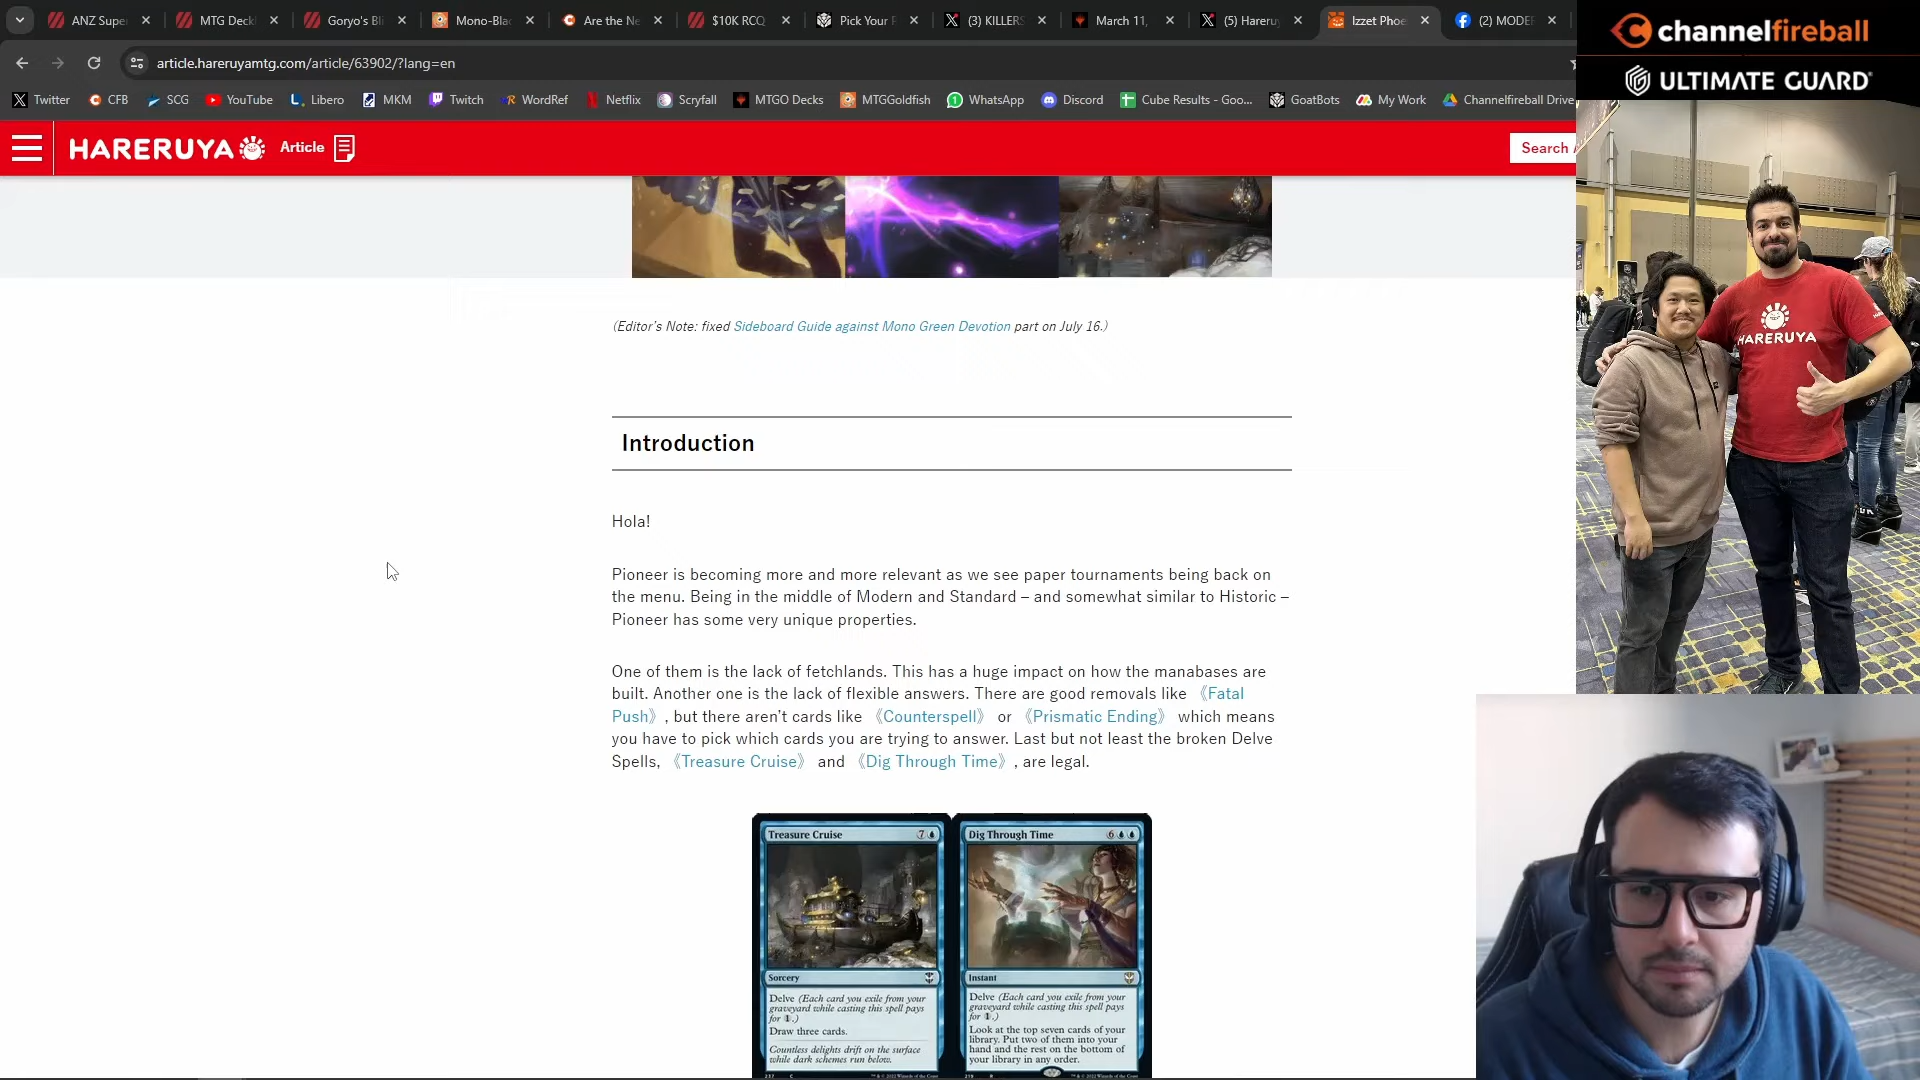 ANZ Super
MTG Deckl
Goryo's Bli
Mono-Blac
Are the Ne
$10K RCQ
Pick Your P
(3) KILLERS
March 11,
(5) Hareruy
Izzet Phoe
(2) MODER
article.hareruyamtg.com/article/63902/?lang=en
Twitter
CFB
SCG
YouTube
Libero
MKM
Twitch
WordRef
Netflix
Scryfall
MTGO Decks
MTGGoldfish
WhatsApp
Discord
Cube Results - Goo...
GoatBots
My Work
Channelfireball Drive
channelfireball
ULTIMATE GUARD
HARERUYA
Article
Search
(Editor's Note: fixed Sideboard Guide against Mono Green Devotion part on July 16.)
Introduction
Hola!
Pioneer is becoming more and more relevant as we see paper tournaments being back on
the menu. Being in the middle of Modern and Standard – and somewhat similar to Historic –
Pioneer has some very unique properties.
One of them is the lack of fetchlands. This has a huge impact on how the manabases are
built. Another one is the lack of flexible answers. There are good removals like 《Fatal
Push》, but there aren't cards like 《Counterspell》 or 《Prismatic Ending》 which means
you have to pick which cards you are trying to answer. Last but not least the broken Delve
Spells, 《Treasure Cruise》 and 《Dig Through Time》, are legal.
Treasure Cruise 7
Sorcery
Delve (Each card you exile from your
graveyard while casting this spell pays
for 1.)
Draw three cards.
Countless delights drift on the surface
while dark schemes run below.
Dig Through Time 6
Instant
Delve (Each card you exile from your
graveyard while casting this spell pays
for 1.)
Look at the top seven cards of your
library. Put two of them into your
hand and the rest on the bottom of
your library in any order.
HARERUYA